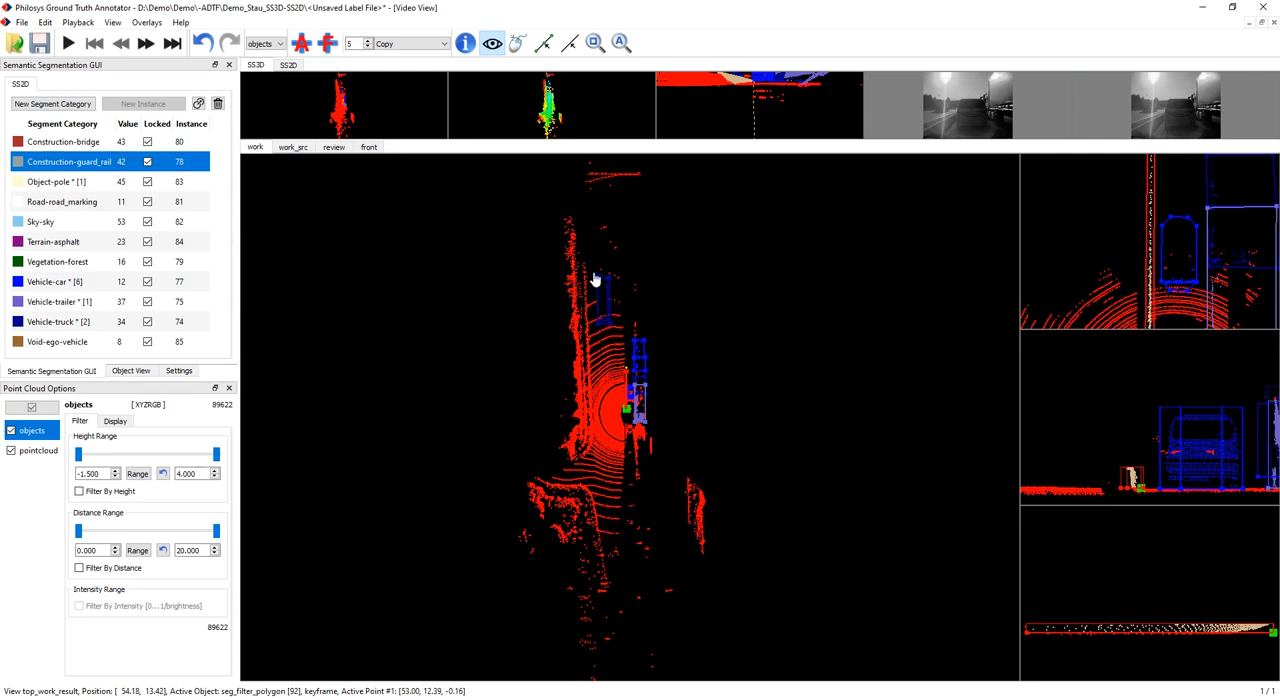 Philosys Ground Truth Annotator - D:\Demo\Demo\-ADTF\Demo_Stau_SS3D-SS2D\<Unsaved Label File>* - [Video View]
File Edit Playback View Overlays Help
objects 5 Copy
Semantic Segmentation GUI
SS2D
New Segment Category New Instance
Segment Category Value Locked Instance
Construction-bridge 43 80
Construction-guard_rail 42 78
Object-pole * [1] 45 83
Road-road_marking 11 81
Sky-sky 53 82
Terrain-asphalt 23 84
Vegetation-forest 16 79
Vehicle-car * [6] 12 77
Vehicle-trailer * [1] 37 75
Vehicle-truck * [2] 34 74
Void-ego-vehicle 8 85
Semantic Segmentation GUI Object View Settings
Point Cloud Options
objects
pointcloud
objects [XYZRGB] 89622
Filter Display
Height Range
-1.500 Range 4.000
Filter By Height
Distance Range
0.000 Range 20.000
Filter By Distance
Intensity Range
Filter By Intensity [0...1/brightness]
89622
SS3D SS2D
work work_src review front
View top_work_result, Position: [ 54.18, 13.42], Active Object: seg_filter_polygon [92], keyframe, Active Point #1: [53.00, 12.39, -0.16]
1 / 1